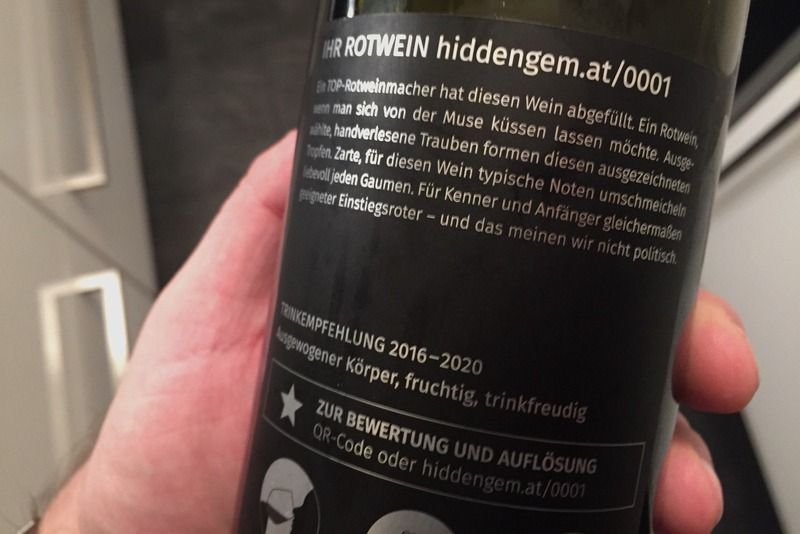 IHR ROTWEIN hiddengem.at/0001
Ein TOP-Rotweinmacher hat diesen Wein abgefüllt. Ein Rotwein,
wenn man sich von der Muse küssen lassen möchte. Ausge-
wählte, handverlesene Trauben formen diesen ausgezeichneten
Tropfen. Zarte, für diesen Wein typische Noten umschmeicheln
liebevoll jeden Gaumen. Für Kenner und Anfänger gleichermaßen
geeigneter Einstiegsroter – und das meinen wir nicht politisch.
TRINKEMPFEHLUNG 2016–2020
Ausgewogener Körper, fruchtig, trinkfreudig
ZUR BEWERTUNG UND AUFLÖSUNG
QR-Code oder hiddengem.at/0001